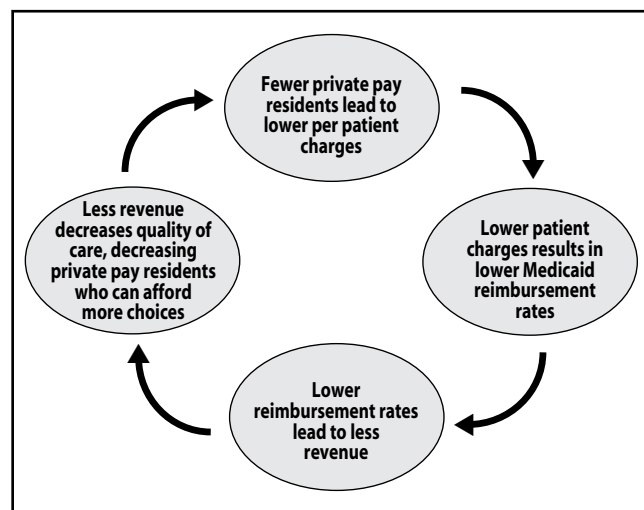 Fewer private pay
residents lead to
lower per patient
charges
Lower patient
charges results in
lower Medicaid
reimbursement
rates
Lower
reimbursement rates
lead to less
revenue
Less revenue
decreases quality of
care, decreasing
private pay residents
who can afford
more choices